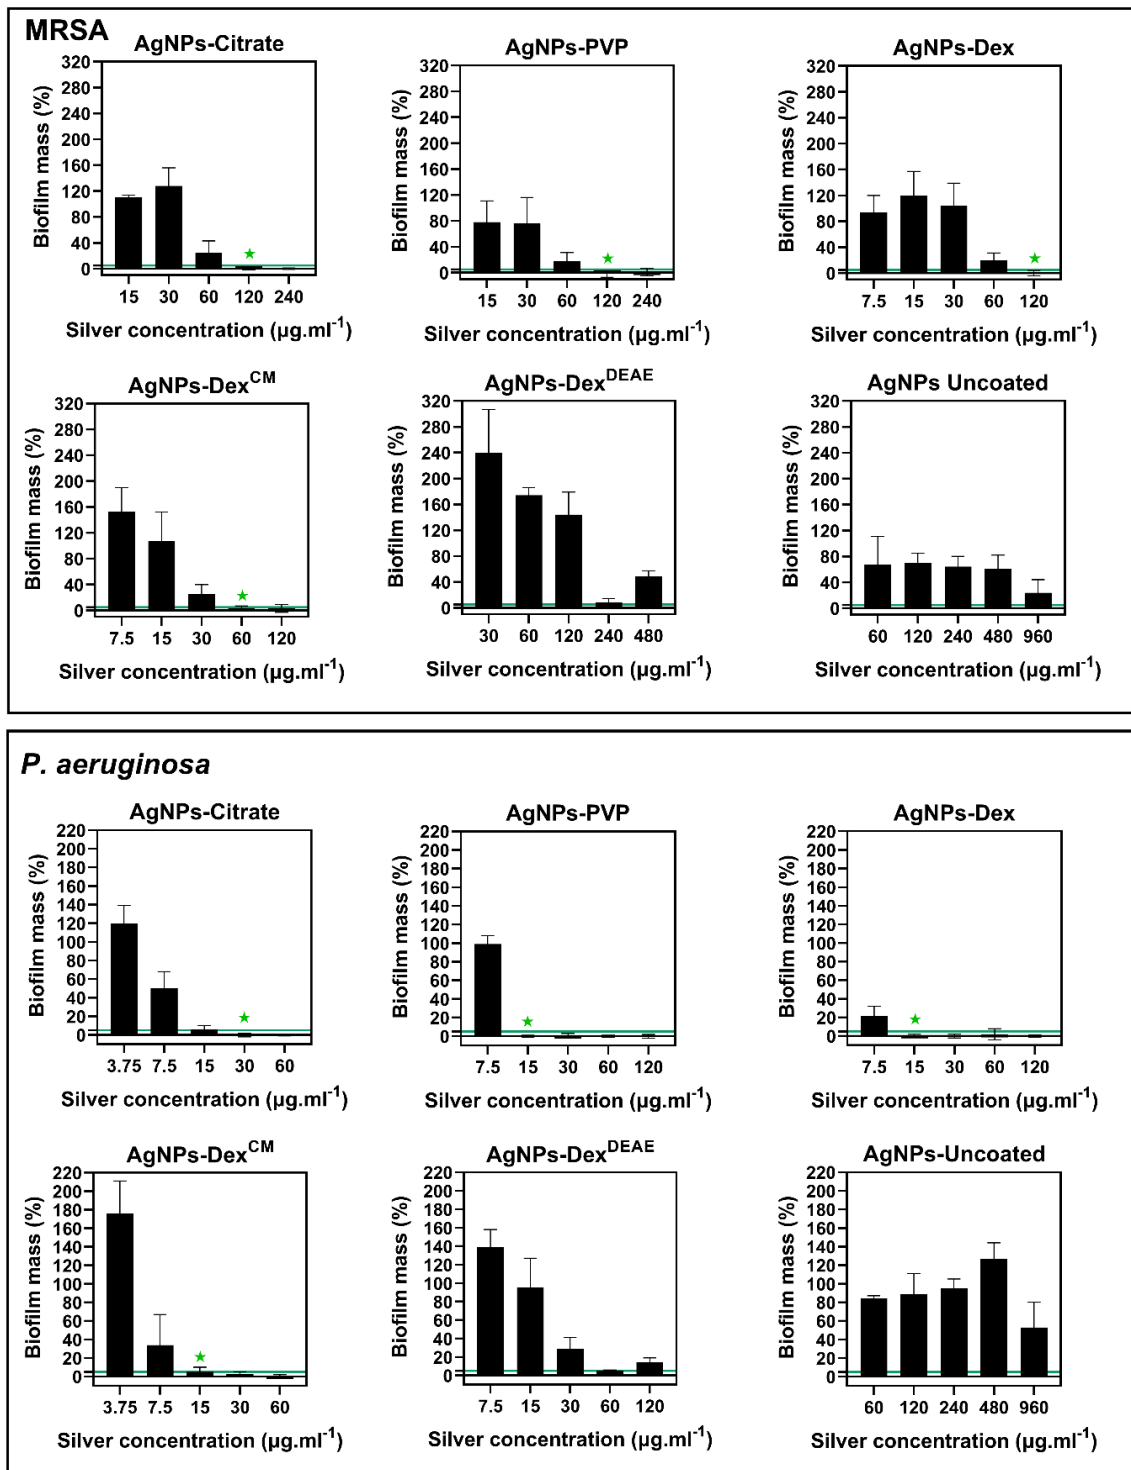 MRSA
AgNPs-Citrate
Biofilm mass (%)
320
280
240
200
160
120
80
40
0
15 30 60 120 240
Silver concentration (µg.ml-1)
AgNPs-PVP
Biofilm mass (%)
320
280
240
200
160
120
80
40
0
15 30 60 120 240
Silver concentration (µg.ml-1)
AgNPs-Dex
Biofilm mass (%)
320
280
240
200
160
120
80
40
0
7.5 15 30 60 120
Silver concentration (µg.ml-1)
AgNPs-DexCM
Biofilm mass (%)
320
280
240
200
160
120
80
40
0
7.5 15 30 60 120
Silver concentration (µg.ml-1)
AgNPs-DexDEAE
Biofilm mass (%)
320
280
240
200
160
120
80
40
0
30 60 120 240 480
Silver concentration (µg.ml-1)
AgNPs Uncoated
Biofilm mass (%)
320
280
240
200
160
120
80
40
0
60 120 240 480 960
Silver concentration (µg.ml-1)
P. aeruginosa
AgNPs-Citrate
Biofilm mass (%)
220
200
180
160
140
120
100
80
60
40
20
0
3.75 7.5 15 30 60
Silver concentration (µg.ml-1)
AgNPs-PVP
Biofilm mass (%)
220
200
180
160
140
120
100
80
60
40
20
0
7.5 15 30 60 120
Silver concentration (µg.ml-1)
AgNPs-Dex
Biofilm mass (%)
220
200
180
160
140
120
100
80
60
40
20
0
7.5 15 30 60 120
Silver concentration (µg.ml-1)
AgNPs-DexCM
Biofilm mass (%)
220
200
180
160
140
120
100
80
60
40
20
0
3.75 7.5 15 30 60
Silver concentration (µg.ml-1)
AgNPs-DexDEAE
Biofilm mass (%)
220
200
180
160
140
120
100
80
60
40
20
0
7.5 15 30 60 120
Silver concentration (µg.ml-1)
AgNPs-Uncoated
Biofilm mass (%)
220
200
180
160
140
120
100
80
60
40
20
0
60 120 240 480 960
Silver concentration (µg.ml-1)